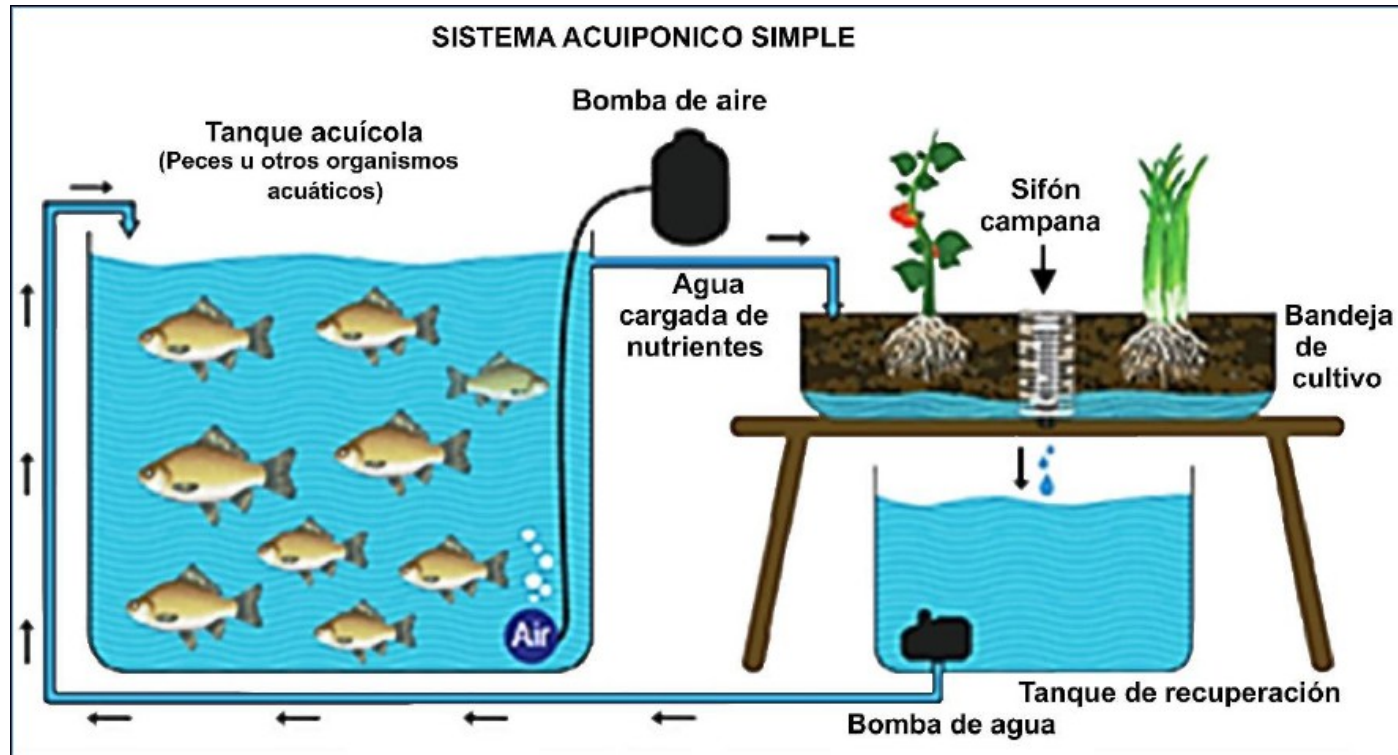 SISTEMA ACUIPONICO SIMPLE
Bomba de aire
Tanque acuícola
(Peces u otros organismos
acuáticos)
Sifón
campana
Agua
cargada de
nutrientes
Bandeja
de
cultivo
Air
Tanque de recuperación
Bomba de agua